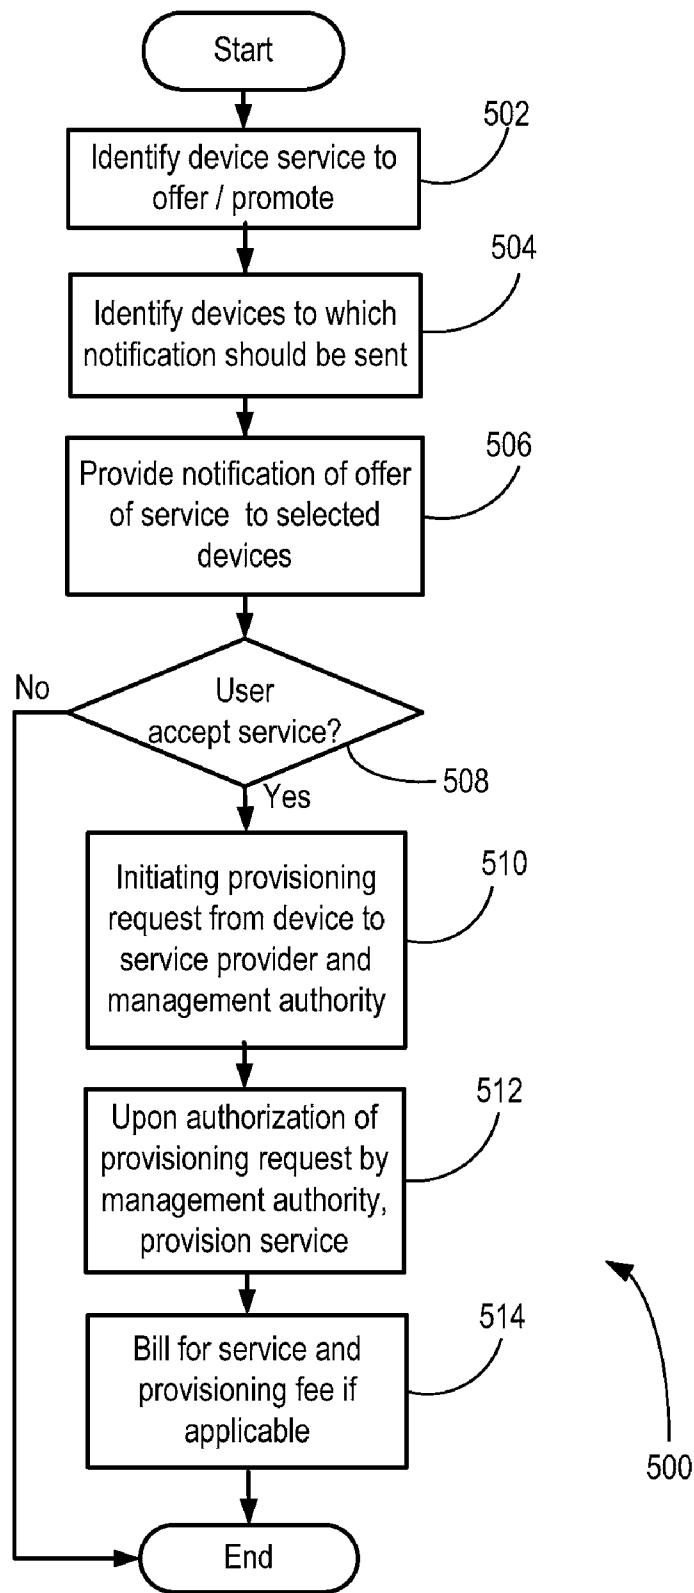 Start
502
Identify device service to
offer / promote
504
Identify devices to which
notification should be sent
506
Provide notification of offer
of service to selected
devices
No
User
accept service?
508
Yes
510
Initiating provisioning
request from device to
service provider and
management authority
512
Upon authorization of
provisioning request by
management authority,
provision service
514
Bill for service and
provisioning fee if
applicable
500
End